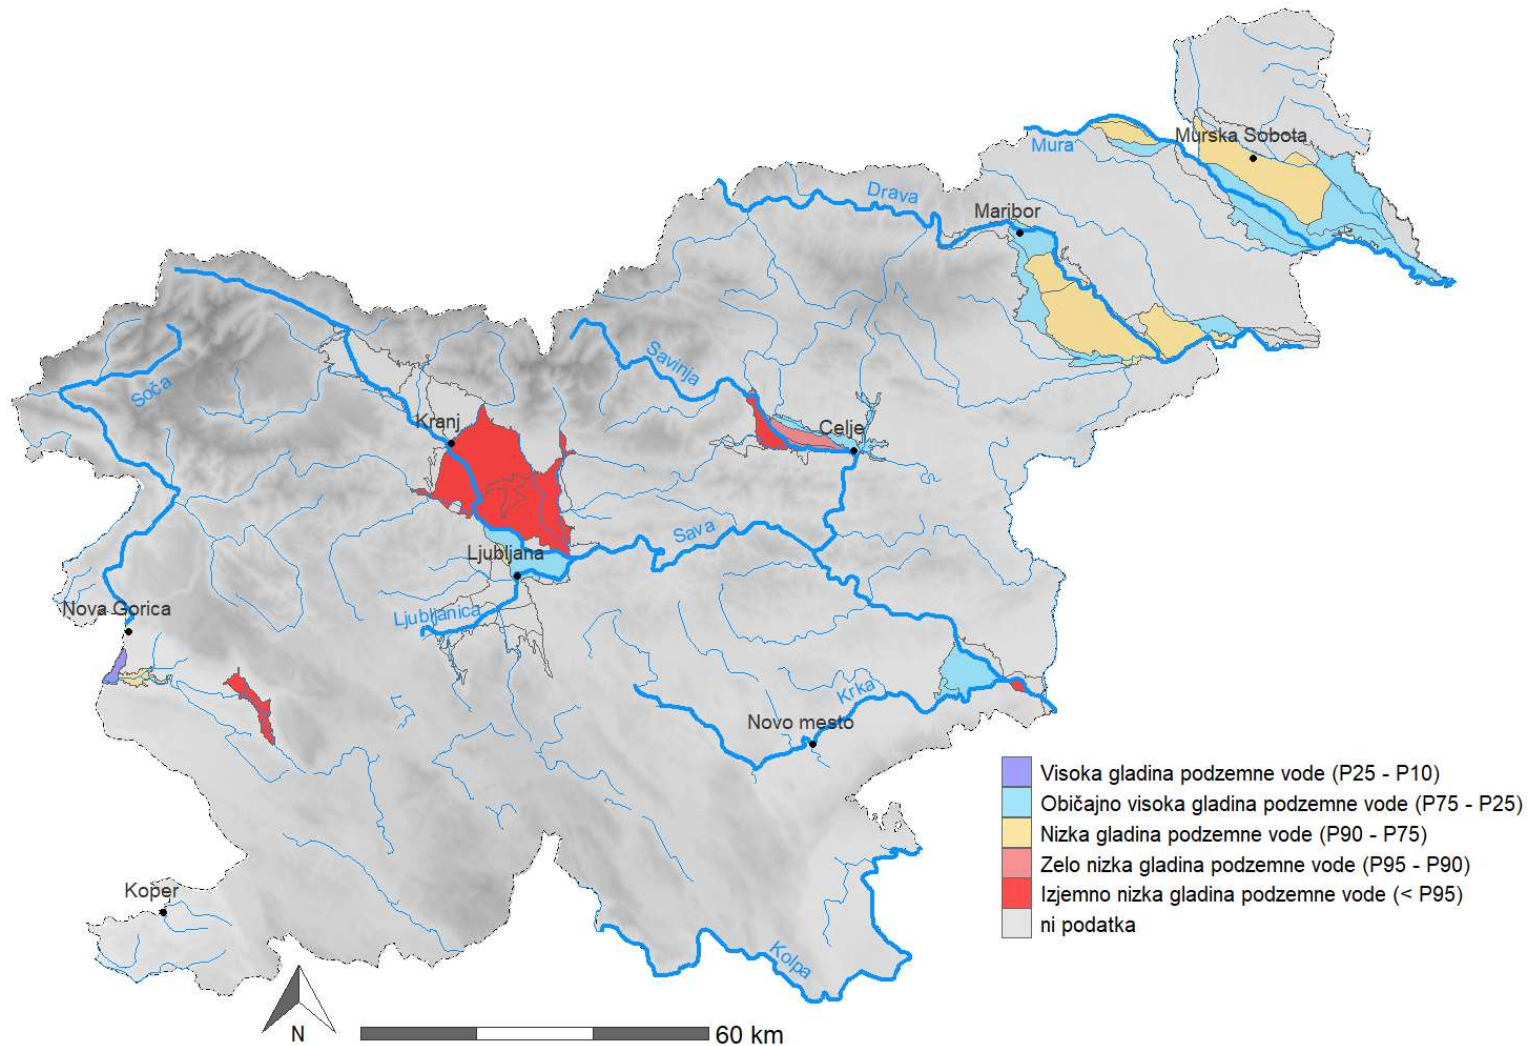 Murska Sobota
Mura
Drava
Maribor
Savinja
Soča
Kranj
Celje
Sava
Ljubljana
Nova Gorica
Ljubljanica
Krka
Novo mesto
Visoka gladina podzemne vode (P25 - P10)
Običajno visoka gladina podzemne vode (P75 - P25)
Nizka gladina podzemne vode (P90 - P75)
Zelo nizka gladina podzemne vode (P95 - P90)
Izjemno nizka gladina podzemne vode (< P95)
ni podatka
Koper
Kolpa
N
60 km